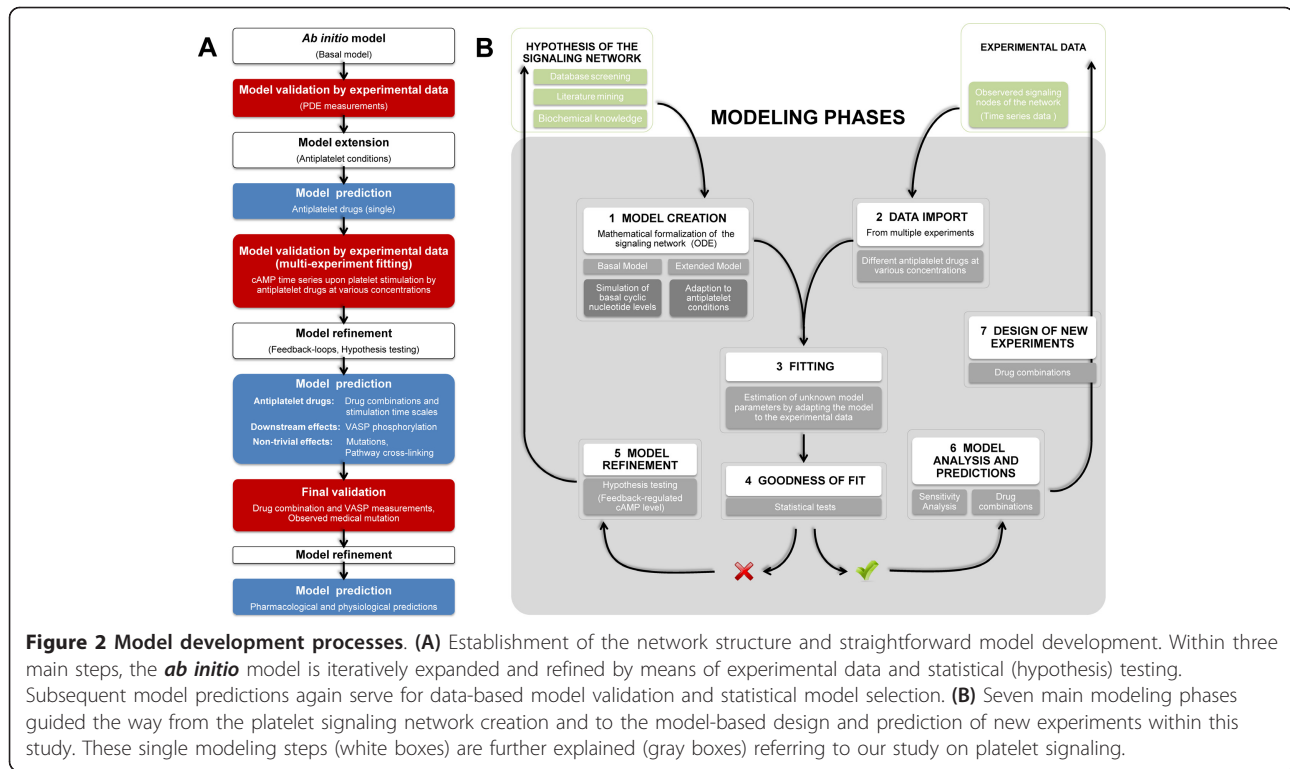 A
Ab initio model
(Basal model)
Model validation by experimental data
(PDE measurements)
Model extension
(Antiplatelet conditions)
Model prediction
Antiplatelet drugs (single)
Model validation by experimental data
(multi-experiment fitting)
cAMP time series upon platelet stimulation by
antiplatelet drugs at various concentrations
Model refinement
(Feedback-loops, Hypothesis testing)
Model prediction
Antiplatelet drugs: Drug combinations and
stimulation time scales
Downstream effects: VASP phosphorylation
Non-trivial effects: Mutations,
Pathway cross-linking
Final validation
Drug combination and VASP measurements,
Observed medical mutation
Model refinement
Model prediction
Pharmacological and physiological predictions
B
HYPOTHESIS OF THE
SIGNALING NETWORK
Database screening
Literature mining
Biochemical knowledge
EXPERIMENTAL DATA
Observed signaling
nodes of the network
(Time series data )
MODELING PHASES
1 MODEL CREATION
Mathematical formalization of the
signaling network (ODE)
Basal Model
Extended Model
Simulation of
basal cyclic
nucleotide levels
Adaption to
antiplatelet
conditions
2 DATA IMPORT
From multiple experiments
Different antiplatelet drugs at
various concentrations
3 FITTING
Estimation of unknown model
parameters by adapting the model
to the experimental data
4 GOODNESS OF FIT
Statistical tests
5 MODEL
REFINEMENT
Hypothesis testing
(Feedback-regulated
cAMP level)
6 MODEL
ANALYSIS AND
PREDICTIONS
Sensitivity
Analysis
Drug
combinations
7 DESIGN OF NEW
EXPERIMENTS
Drug combinations
Figure 2 Model development processes. (A) Establishment of the network structure and straightforward model development. Within three
main steps, the ab initio model is iteratively expanded and refined by means of experimental data and statistical (hypothesis) testing.
Subsequent model predictions again serve for data-based model validation and statistical model selection. (B) Seven main modeling phases
guided the way from the platelet signaling network creation and to the model-based design and prediction of new experiments within this
study. These single modeling steps (white boxes) are further explained (gray boxes) referring to our study on platelet signaling.